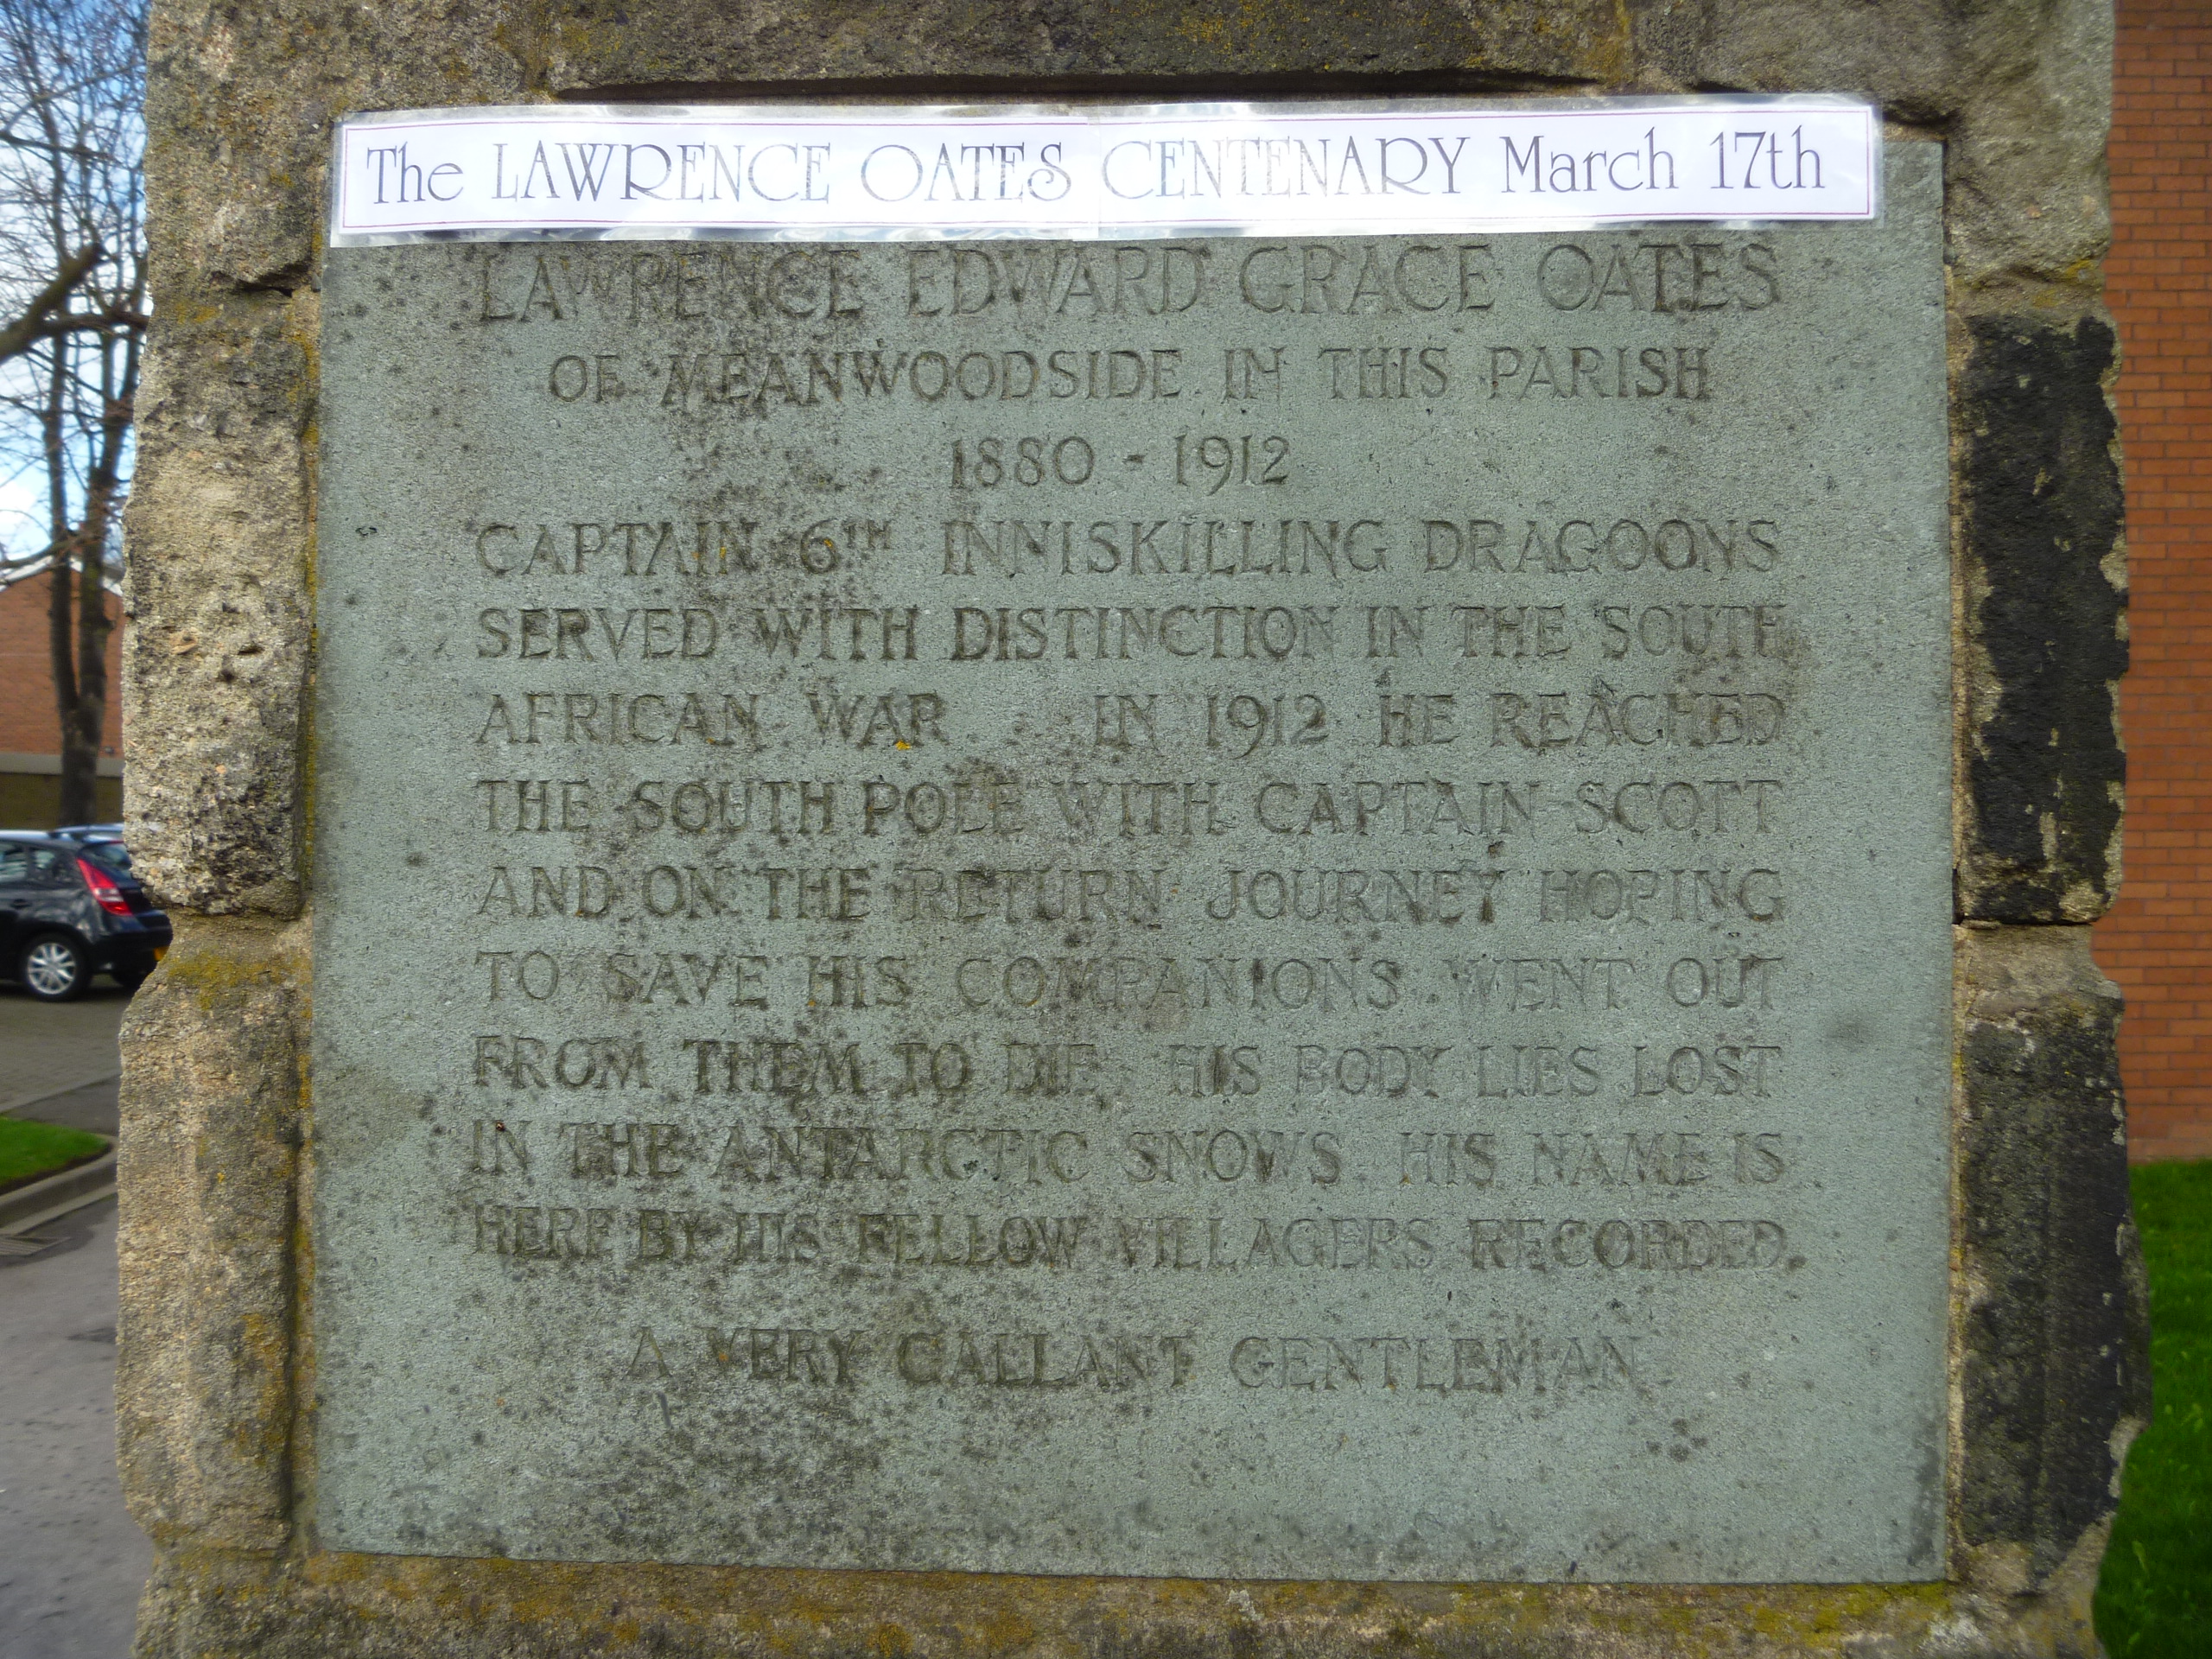 The LAWRENCE OATES CENTENARY March 17th
LAWRENCE EDWARD GRACE OATES
OF MEANWOODSIDE IN THIS PARISH
1880 - 1912
CAPTAIN 6TH INNISKILLING DRAGOONS
SERVED WITH DISTINCTION IN THE SOUTH
AFRICAN WAR IN 1912 HE REACHED
THE SOUTH POLE WITH CAPTAIN SCOTT
AND ON THE RETURN JOURNEY HOPING
TO SAVE HIS COMPANIONS WENT OUT
FROM THEM TO DIE. HIS BODY LIES LOST
IN THE ANTARCTIC SNOWS. HIS NAME IS
HERE BY HIS FELLOW VILLAGERS RECORDED.
A VERY GALLANT GENTLEMAN